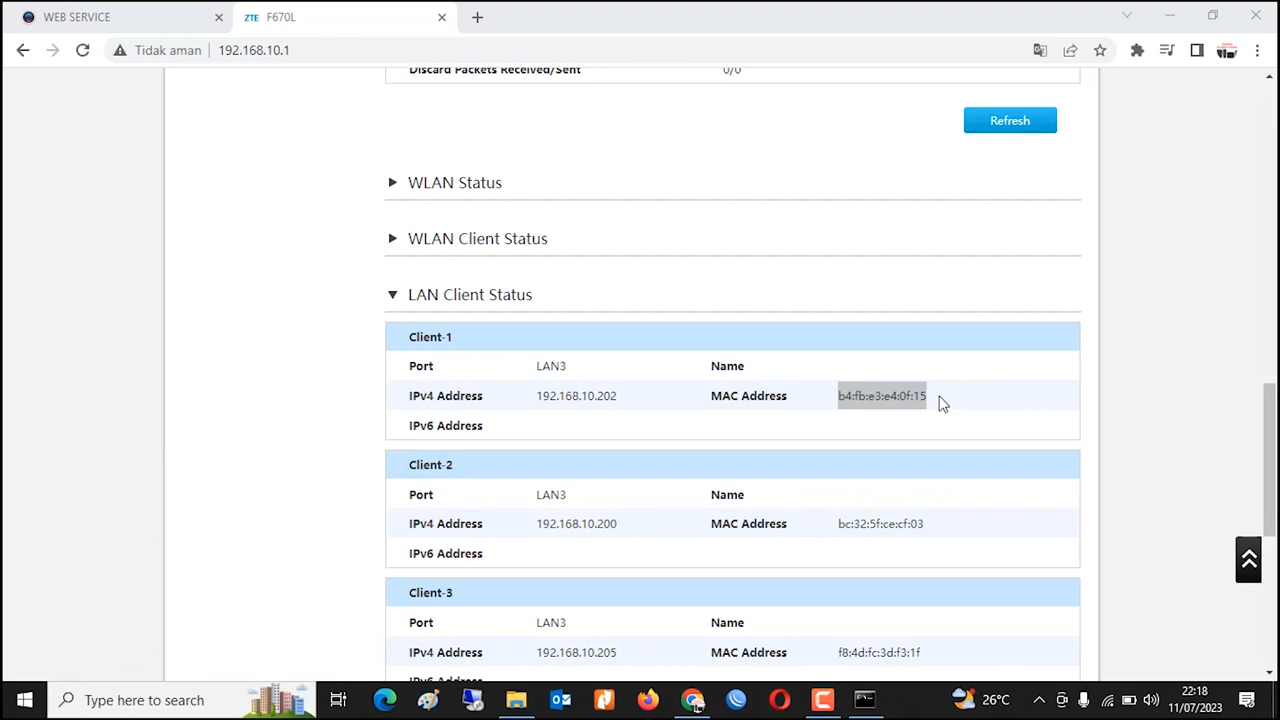 WEB SERVICE
ZTE F670L
Tidak aman 192.168.10.1
Discard Packets Received/Sent 0/0
Refresh
WLAN Status
WLAN Client Status
LAN Client Status
Client-1
Port LAN3 Name
IPv4 Address 192.168.10.202 MAC Address b4:fb:e3:e4:0f:15
IPv6 Address
Client-2
Port LAN3 Name
IPv4 Address 192.168.10.200 MAC Address bc:32:5f:ce:cf:03
IPv6 Address
Client-3
Port LAN3 Name
IPv4 Address 192.168.10.205 MAC Address f8:4d:fc:3d:f3:1f
IPv6 Address
Type here to search
26°C
22:18
11/07/2023